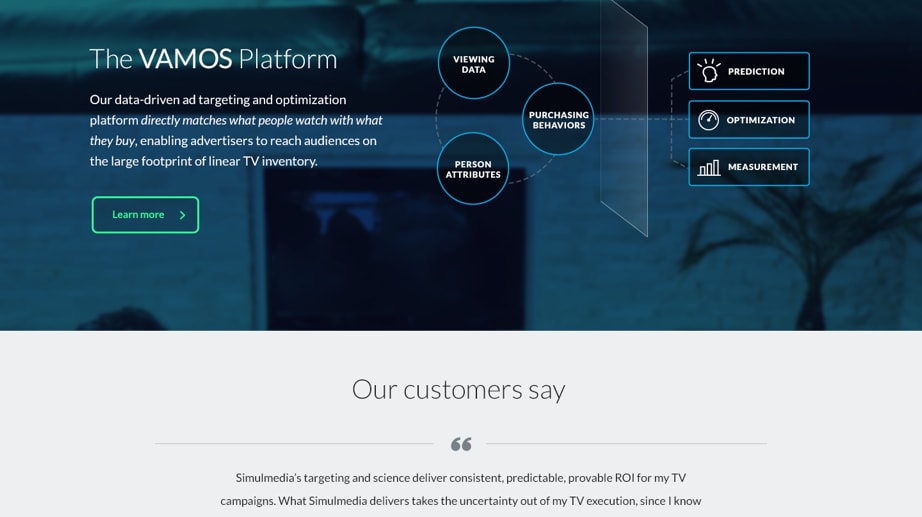 The VAMOS Platform
Our data-driven ad targeting and optimization
platform directly matches what people watch with what
they buy, enabling advertisers to reach audiences on
the large footprint of linear TV inventory.
Learn more
VIEWING
DATA
PURCHASING
BEHAVIORS
PERSON
ATTRIBUTES
PREDICTION
OPTIMIZATION
MEASUREMENT
Our customers say
“
Simulmedia’s targeting and science deliver consistent, predictable, provable ROI for my TV
campaigns. What Simulmedia delivers takes the uncertainty out of my TV execution, since I know